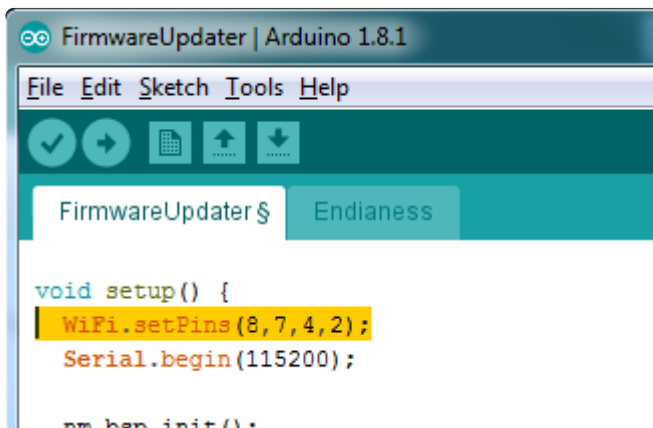 FirmwareUpdater | Arduino 1.8.1
File Edit Sketch Tools Help
FirmwareUpdater § Endianess
void setup() {
WiFi.setPins(8,7,4,2);
Serial.begin(115200);
nm_bsp_init();